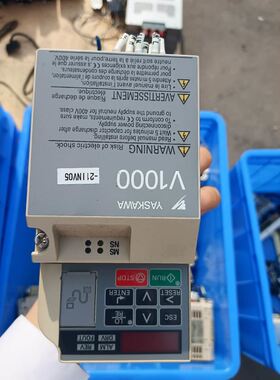 ALM
REV
DRV
FOUT
ESC
LO
RE
RESET
ENTER
RUN
STOP
MS
NS
YASKAWA
V1000
-211NV05
WARNING
Risk of electric shock.
Read manual before installing.
Wait 5 minutes for capacitor discharge after
disconnecting power supply.
To conform to CE requirements, make sure
to ground the supply neutral for 400V class.
AVERTISSEMENT
Risque de décharge
électrique.